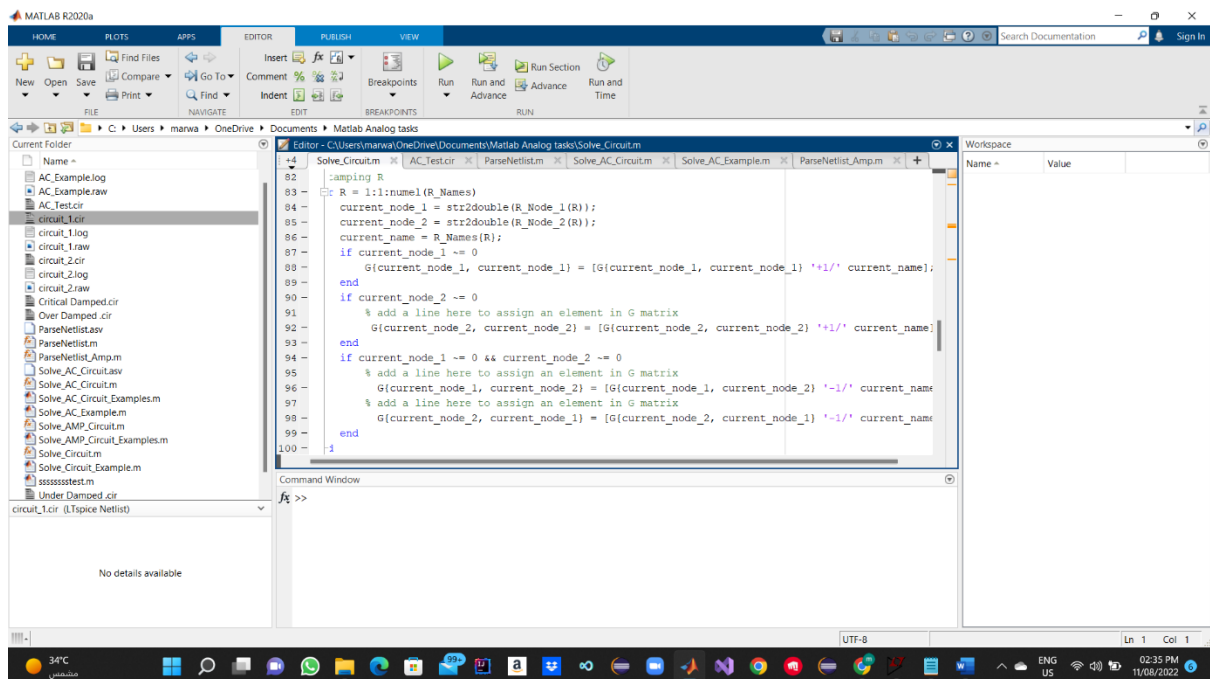 MATLAB R2020a
HOME PLOTS APPS EDITOR PUBLISH VIEW Search Documentation Sign In
New Open Save Find Files Compare Print Go To Find Insert fx Comment Indent Breakpoints Run Run and Advance Run Section Advance Run and Time
FILE NAVIGATE EDIT BREAKPOINTS RUN
C: Users marwa OneDrive Documents Matlab Analog tasks
Current Folder
Name
AC_Example.log
AC_Example.raw
AC_Test.cir
circuit_1.cir
circuit_1.log
circuit_1.raw
circuit_2.cir
circuit_2.log
circuit_2.raw
Critical Damped.cir
Over Damped .cir
ParseNetlist.asv
ParseNetlist.m
ParseNetlist_Amp.m
Solve_AC_Circuit.asv
Solve_AC_Circuit.m
Solve_AC_Circuit_Examples.m
Solve_AC_Example.m
Solve_AMP_Circuit.m
Solve_AMP_Circuit_Examples.m
Solve_Circuit.m
Solve_Circuit_Example.m
sssssssstest.m
Under Damped .cir
circuit_1.cir (LTspice Netlist)
No details available
Editor - C:\Users\marwa\OneDrive\Documents\Matlab Analog tasks\Solve_Circuit.m
+4 Solve_Circuit.m AC_Test.cir ParseNetlist.m Solve_AC_Circuit.m Solve_AC_Example.m ParseNetlist_Amp.m +
82 amping R
83 - r R = 1:1:numel(R_Names)
84 - current_node_1 = str2double(R_Node_1(R));
85 - current_node_2 = str2double(R_Node_2(R));
86 - current_name = R_Names{R};
87 - if current_node_1 ~= 0
88 - G{current_node_1, current_node_1} = [G{current_node_1, current_node_1} '+1/' current_name];
89 - end
90 - if current_node_2 ~= 0
91 % add a line here to assign an element in G matrix
92 - G{current_node_2, current_node_2} = [G{current_node_2, current_node_2} '+1/' current_name]
93 - end
94 - if current_node_1 ~= 0 && current_node_2 ~= 0
95 % add a line here to assign an element in G matrix
96 - G{current_node_1, current_node_2} = [G{current_node_1, current_node_2} '-1/' current_name
97 % add a line here to assign an element in G matrix
98 - G{current_node_2, current_node_1} = [G{current_node_2, current_node_1} '-1/' current_name
99 - end
100 -
Command Window
fx >>
Workspace
Name Value
UTF-8 Ln 1 Col 1
34°C
مشمس
99+
ENG
US
02:35 PM
11/08/2022
6